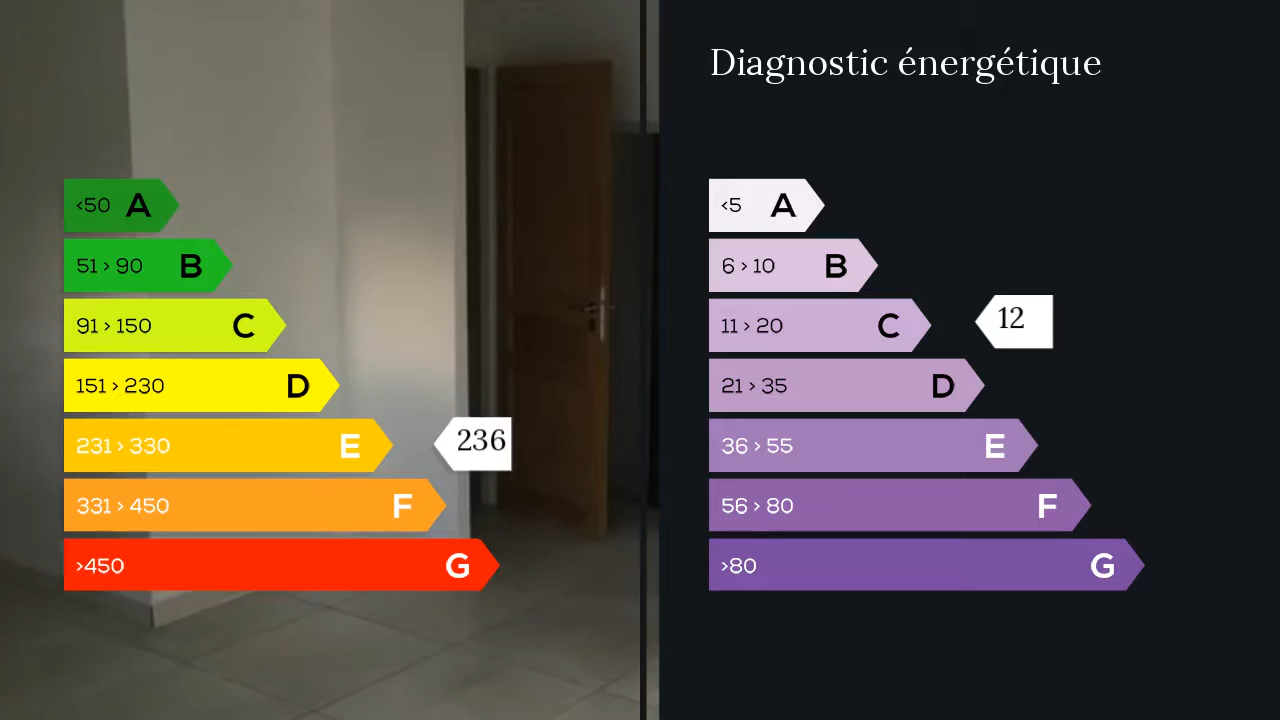 Diagnostic énergétique
<50 A
51 > 90 B
91 > 150 C
151 > 230 D
231 > 330 E
236
331 > 450 F
>450 G
<5 A
6 > 10 B
11 > 20 C
12
21 > 35 D
36 > 55 E
56 > 80 F
>80 G